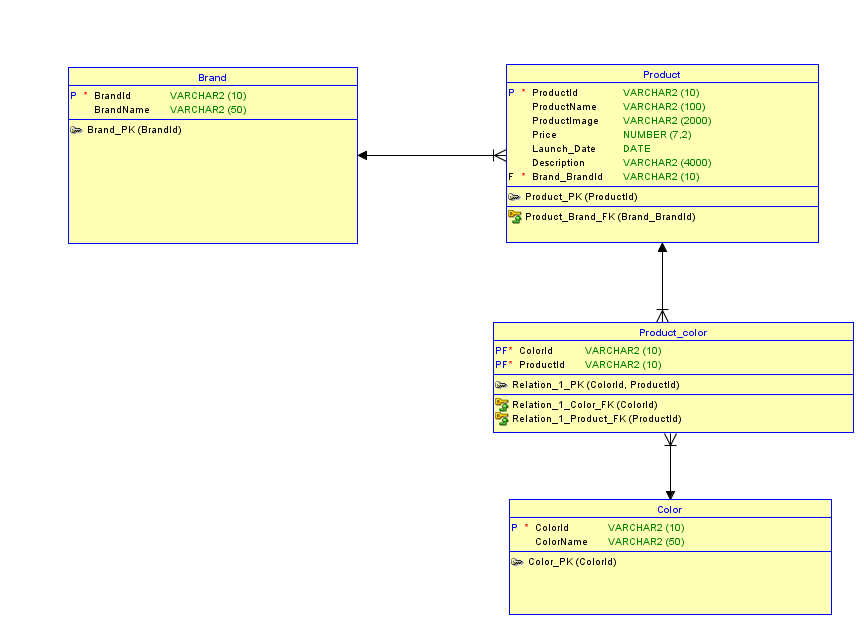 Brand
P * BrandId VARCHAR2 (10)
BrandName VARCHAR2 (50)
Brand_PK (BrandId)
Product
P * ProductId VARCHAR2 (10)
ProductName VARCHAR2 (100)
ProductImage VARCHAR2 (2000)
Price NUMBER (7,2)
Launch_Date DATE
Description VARCHAR2 (4000)
F * Brand_BrandId VARCHAR2 (10)
Product_PK (ProductId)
Product_Brand_FK (Brand_BrandId)
Product_color
PF* ColorId VARCHAR2 (10)
PF* ProductId VARCHAR2 (10)
Relation_1_PK (ColorId, ProductId)
Relation_1_Color_FK (ColorId)
Relation_1_Product_FK (ProductId)
Color
P * ColorId VARCHAR2 (10)
ColorName VARCHAR2 (50)
Color_PK (ColorId)